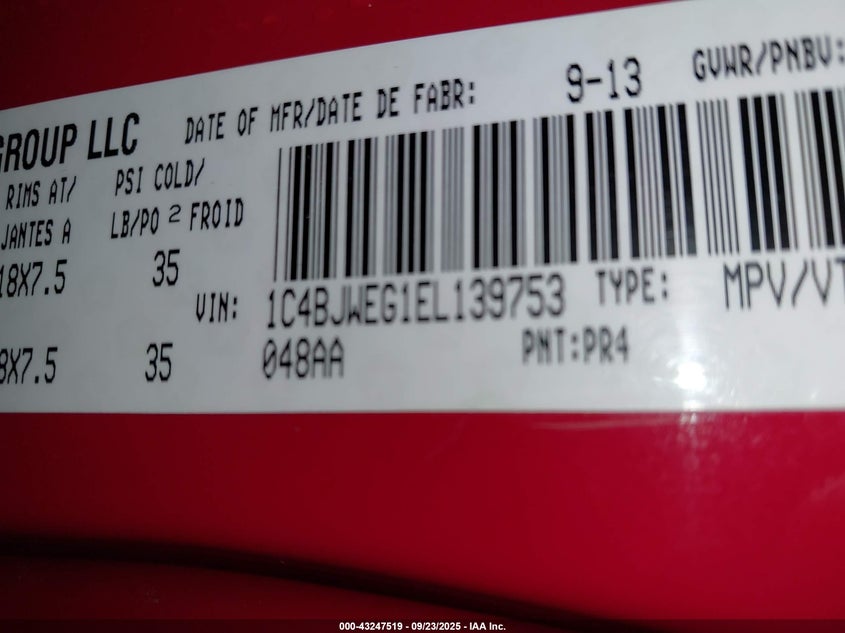 GROUP LLC
DATE OF MFR/DATE DE FABR: 9-13 GVWR/PNBV:
RIMS AT/ PSI COLD/
JANTES A LB/PO 2 FROID
18X7.5 35
VIN: 1C4BJWEG1EL139753 TYPE: MPV/VT
8X7.5 35 048AA PNT:PR4
000-43247519 - 09/23/2025 - IAA Inc.